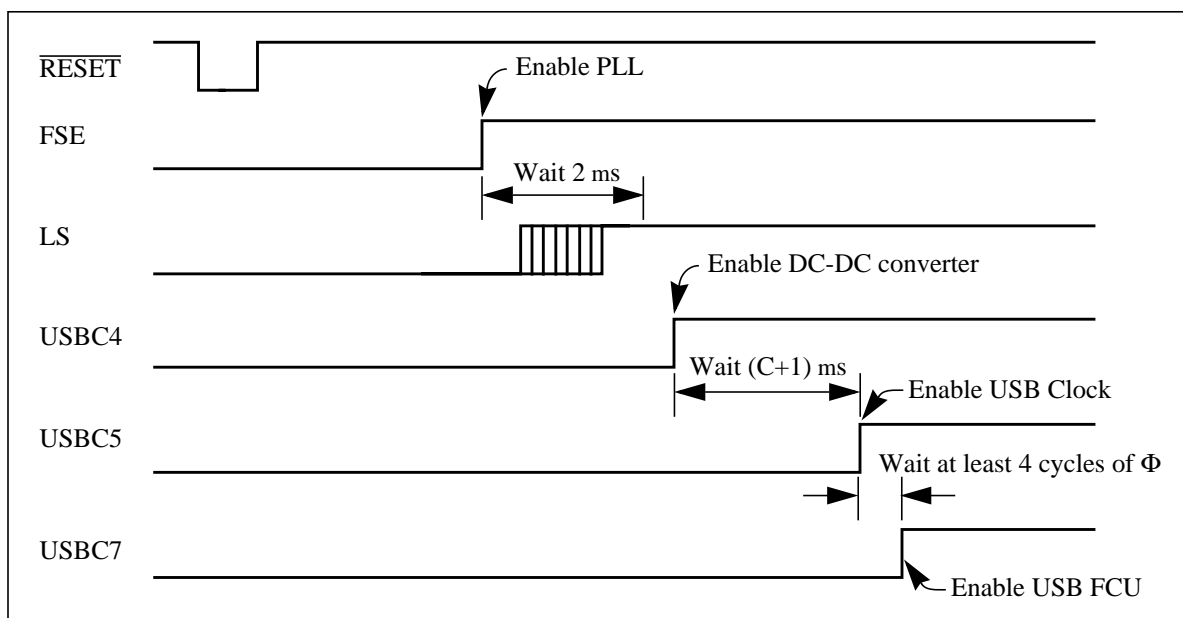 RESET
Enable PLL
FSE
Wait 2 ms
LS
Enable DC-DC converter
USBC4
Wait (C+1) ms
Enable USB Clock
USBC5
Wait at least 4 cycles of Φ
USBC7
Enable USB FCU